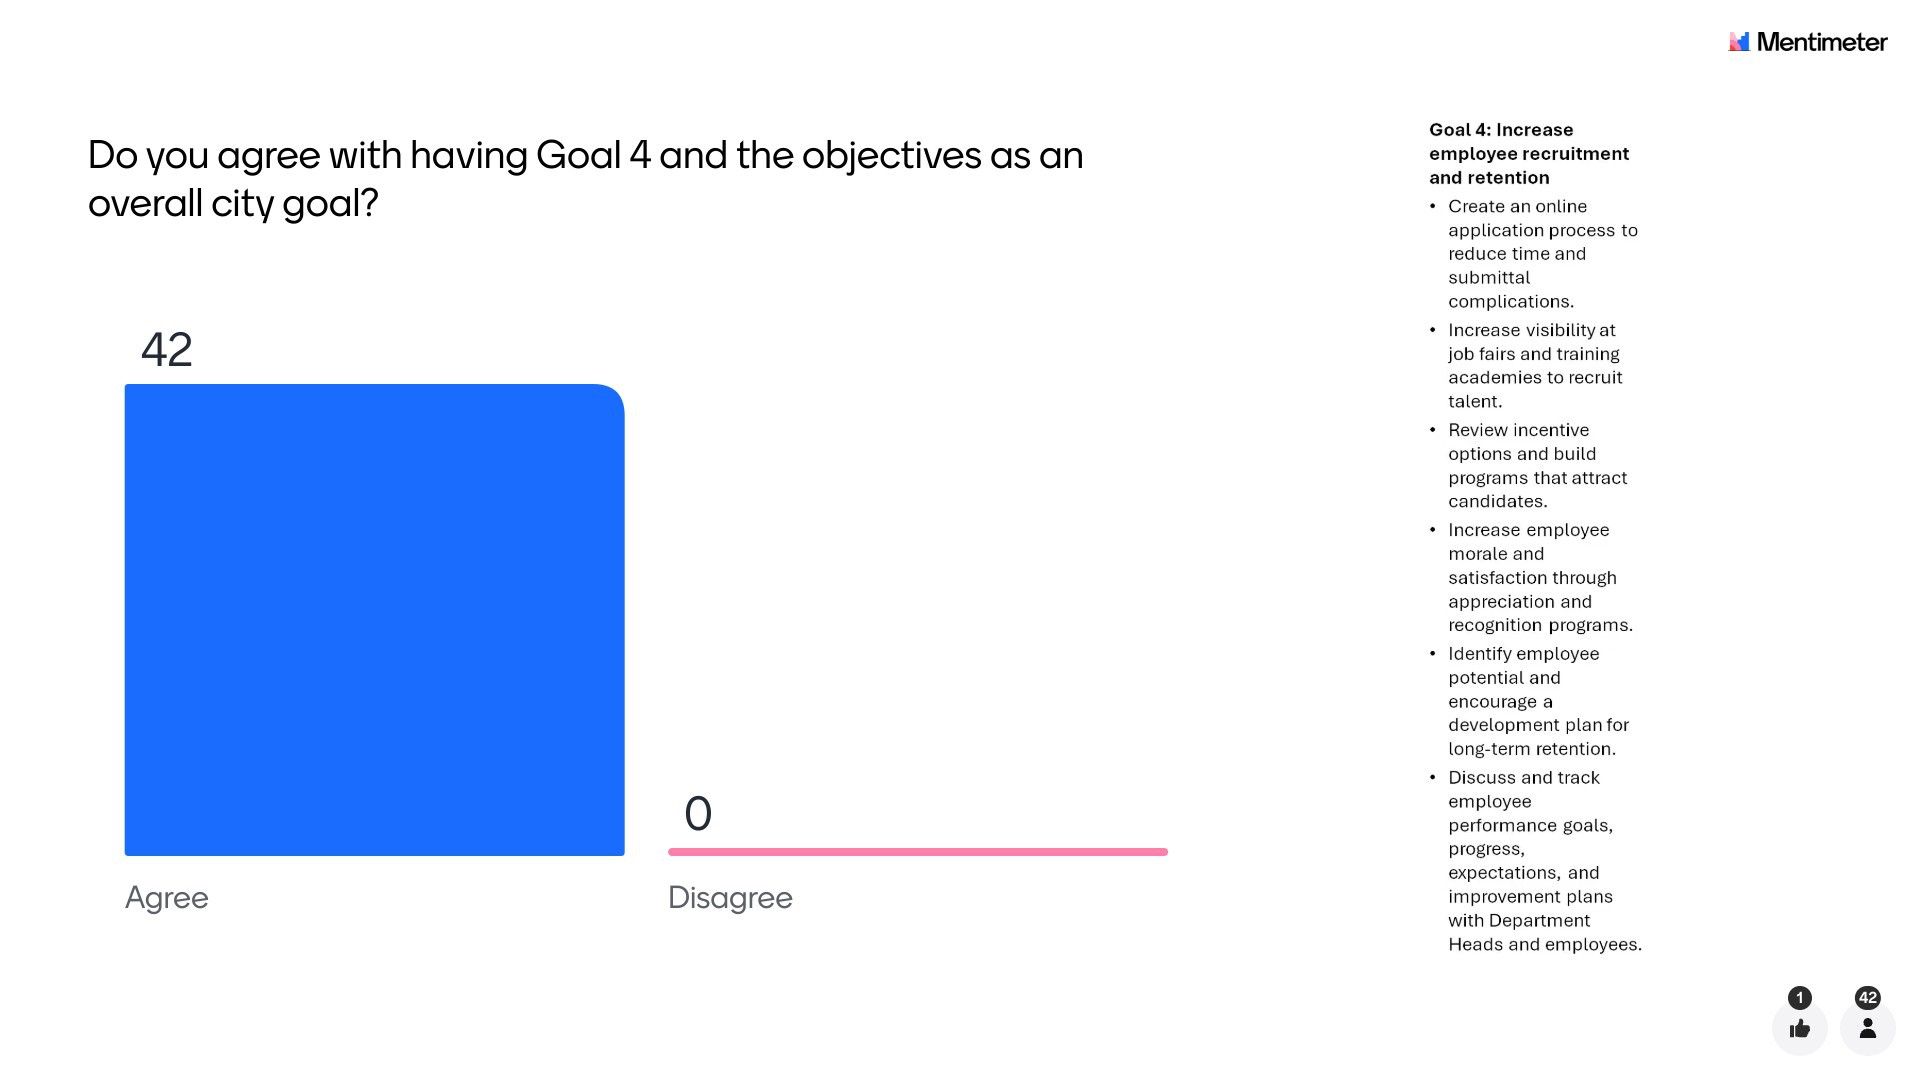 Mentimeter
Do you agree with having Goal 4 and the objectives as an
overall city goal?
42
0
Agree
Disagree
Goal 4: Increase
employee recruitment
and retention
• Create an online
application process to
reduce time and
submittal
complications.
• Increase visibility at
job fairs and training
academies to recruit
talent.
• Review incentive
options and build
programs that attract
candidates.
• Increase employee
morale and
satisfaction through
appreciation and
recognition programs.
• Identify employee
potential and
encourage a
development plan for
long-term retention.
• Discuss and track
employee
performance goals,
progress,
expectations, and
improvement plans
with Department
Heads and employees.
1
42